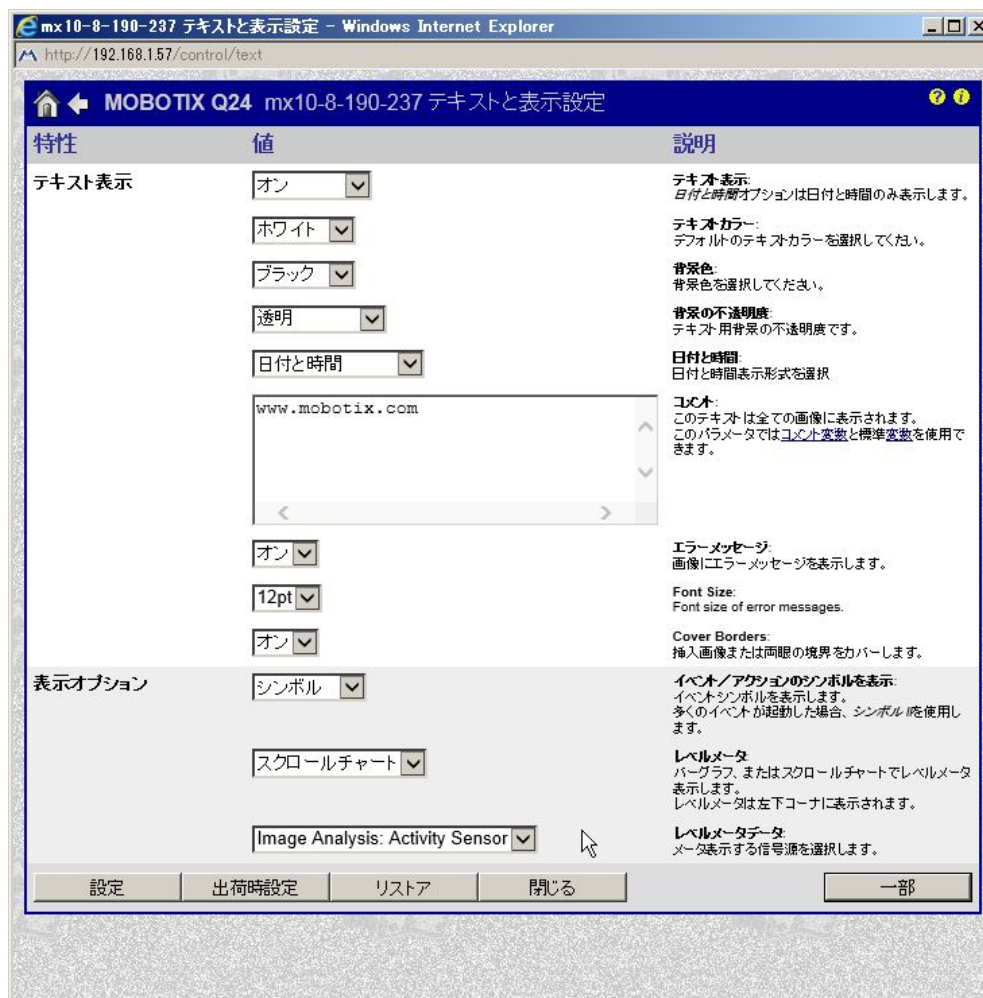 mx10-8-190-237 テキストと表示設定 - Windows Internet Explorer
http://192.168.1.57/control/text
MOBOTIX Q24 mx10-8-190-237 テキストと表示設定
特性 値 説明
テキスト表示 オン テキスト表示:
日付と時間オプションは日付と時間のみ表示します。
ホワイト テキストカラー:
デフォルトのテキストカラーを選択してください。
ブラック 背景色:
背景色を選択してください。
透明 背景の不透明度:
テキスト用背景の不透明度です。
日付と時間 日付と時間:
日付と時間表示形式を選択
www.mobotix.com コメント:
このテキストは全ての画像に表示されます。
このパラメータではコメント変数と標準変数を使用で
きます。
オン エラーメッセージ:
画像にエラーメッセージを表示します。
12pt Font Size:
Font size of error messages.
オン Cover Borders:
挿入画像または両眼の境界をカバーします。
表示オプション シンボル イベント/アクションのシンボルを表示:
イベントシンボルを表示します。
多くのイベントが起動した場合、シンボル IIを使用し
ます。
スクロールチャート レベルメータ:
バーグラフ、またはスクロールチャートでレベルメータ
表示します。
レベルメータは左下コーナに表示されます。
Image Analysis: Activity Sensor レベルメータデータ:
メータ表示する信号源を選択します。
設定 出荷時設定 リストア 閉じる 一部